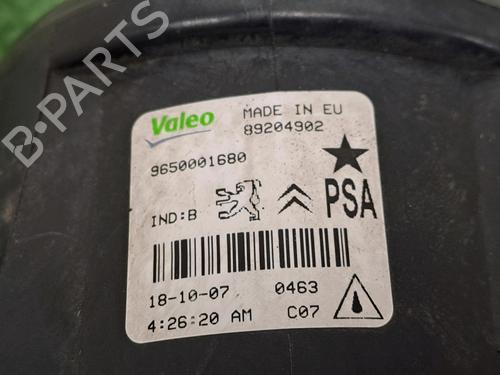 Valeo
MADE IN EU
89204902
9650001680
IND:B
PSA
18-10-07 0463
4:26:20 AM C07
B-PARTS